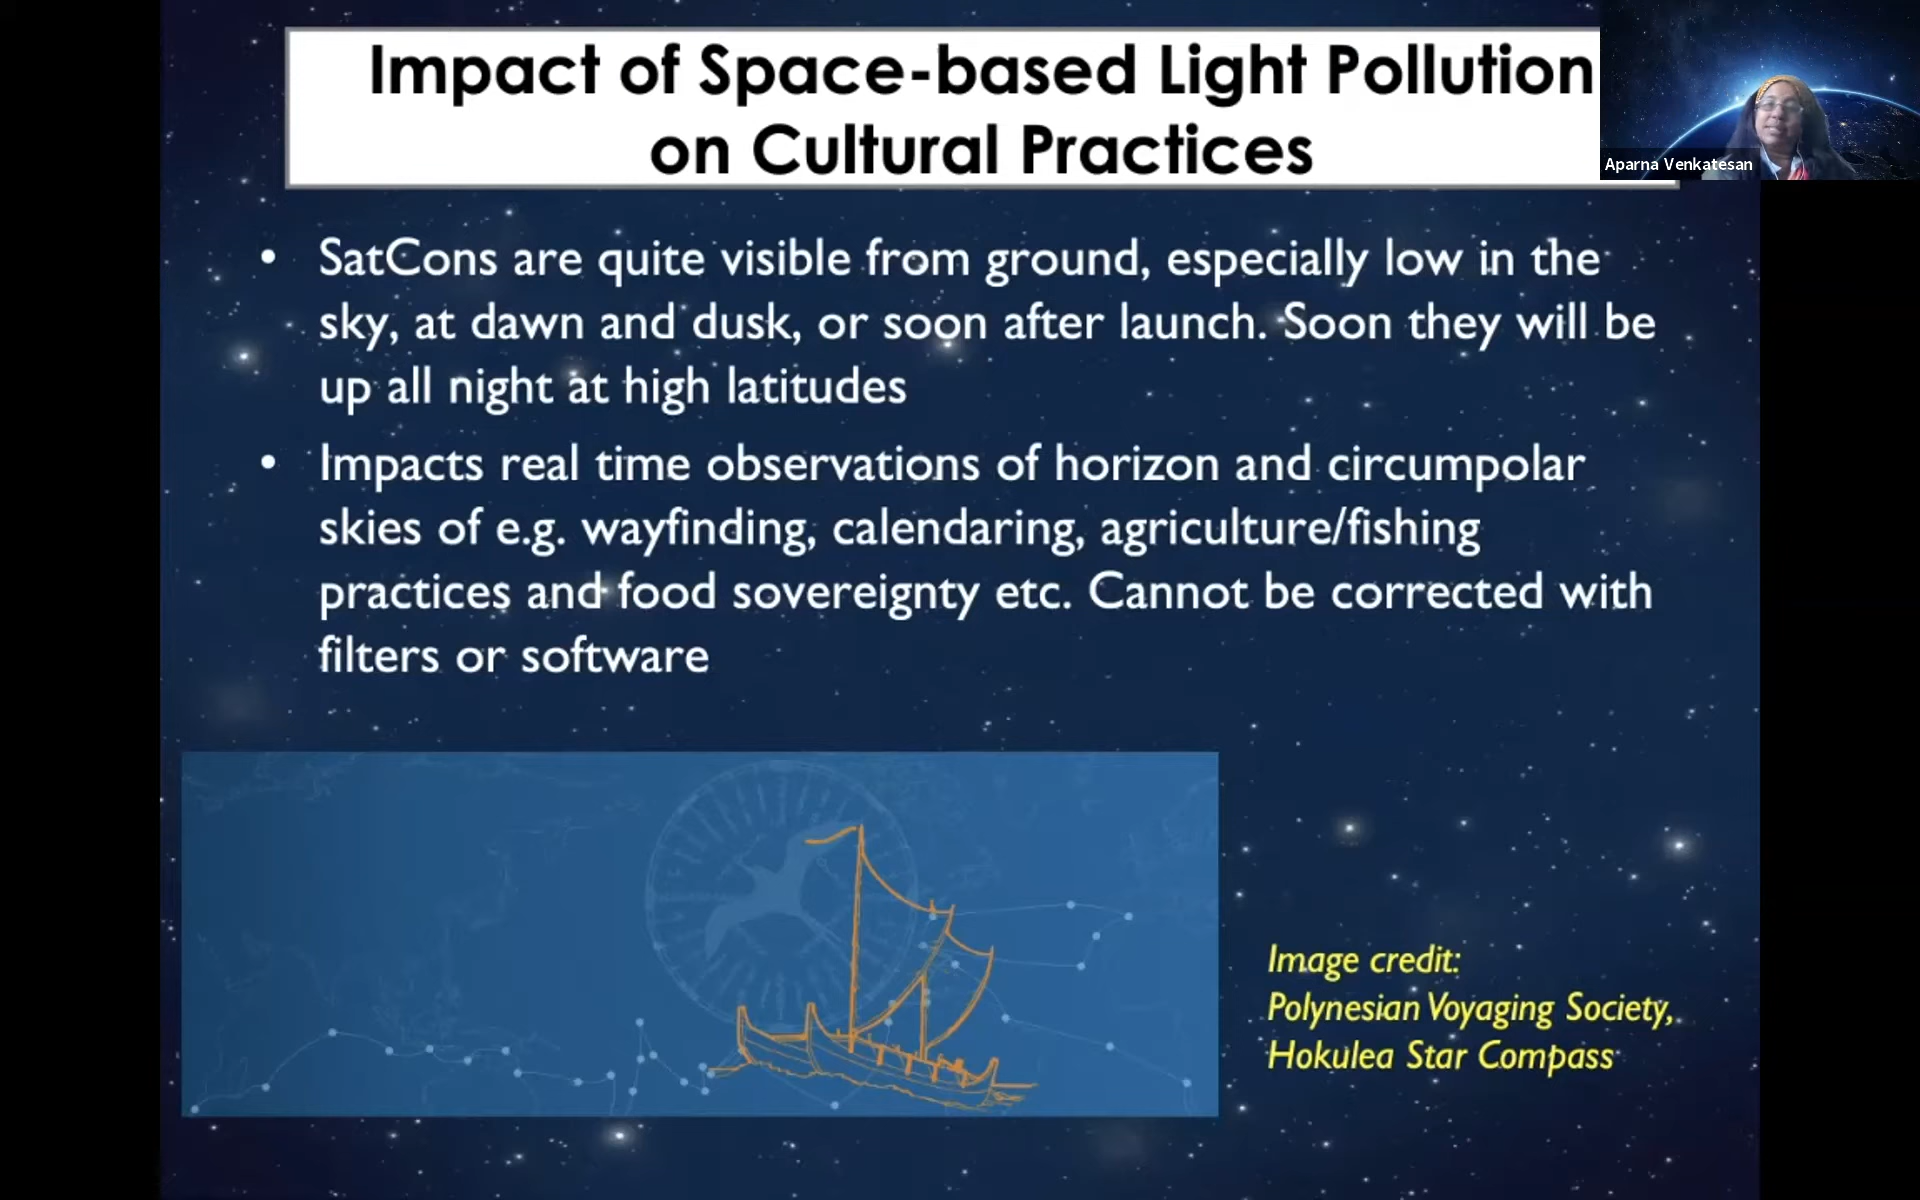 Impact of Space-based Light Pollution
on Cultural Practices
Aparna Venkatesan
• SatCons are quite visible from ground, especially low in the
sky, at dawn and dusk, or soon after launch. Soon they will be
up all night at high latitudes
• Impacts real time observations of horizon and circumpolar
skies of e.g. wayfinding, calendaring, agriculture/fishing
practices and food sovereignty etc. Cannot be corrected with
filters or software
Image credit:
Polynesian Voyaging Society,
Hokulea Star Compass